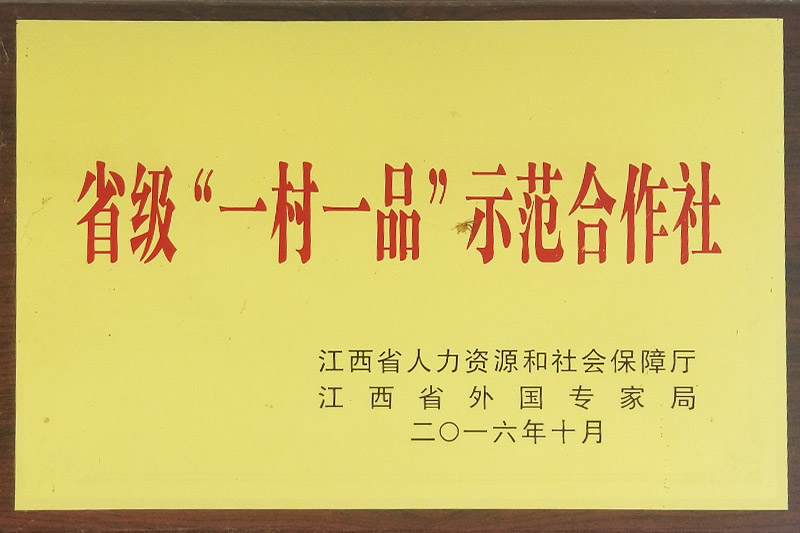 省级“一村一品”示范合作社
江西省人力资源和社会保障厅
江西省外国专家局
二〇一六年十月